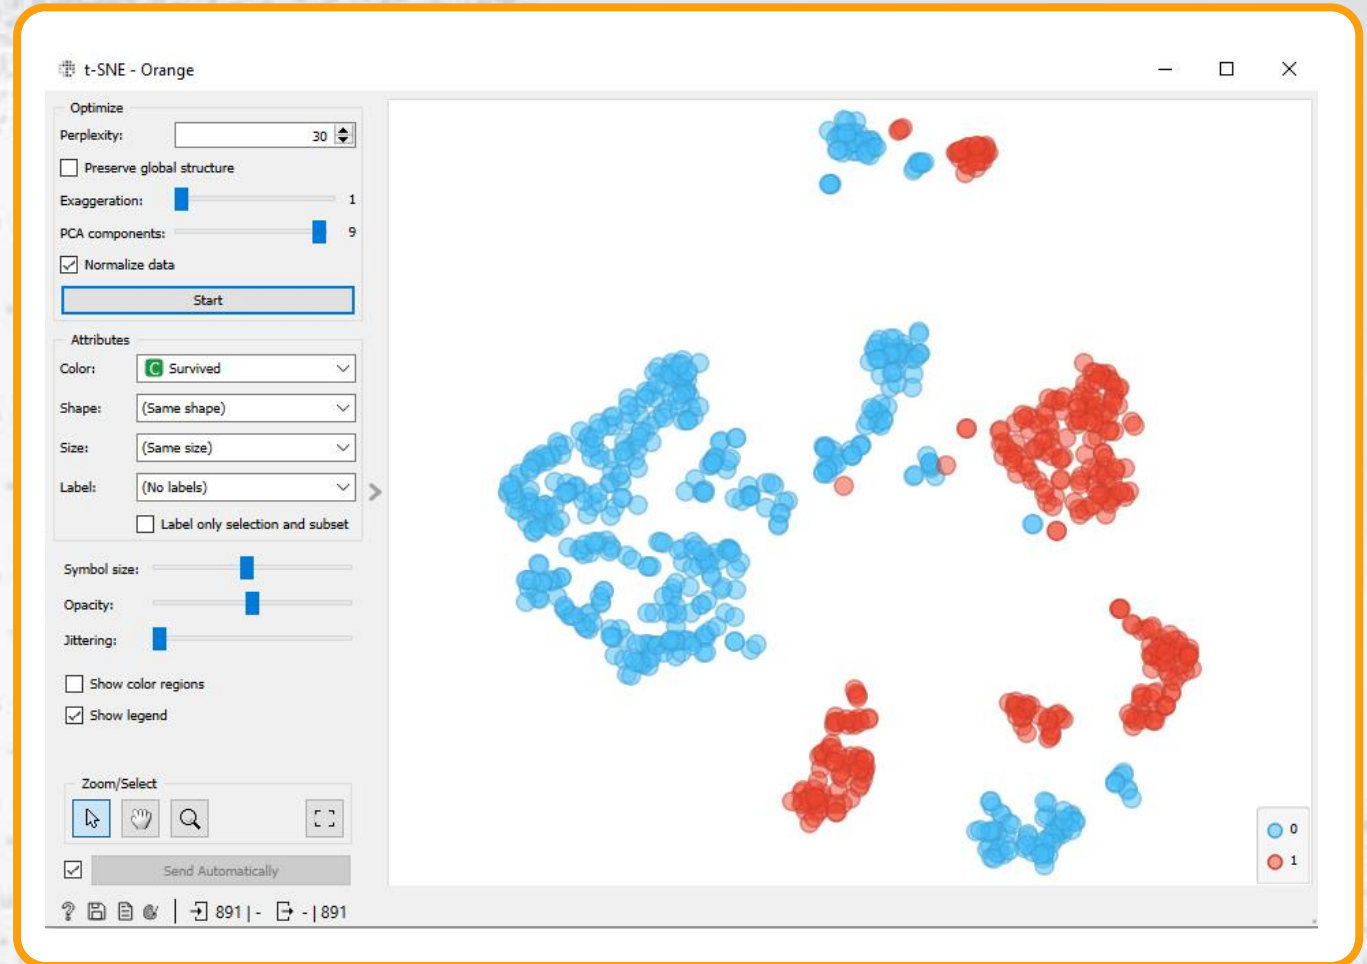 t-SNE - Orange
Optimize
Perplexity: 30
Preserve global structure
Exaggeration: 1
PCA components: 9
Normalize data
Start
Attributes
Color: C Survived
Shape: (Same shape)
Size: (Same size)
Label: (No labels)
Label only selection and subset
Symbol size:
Opacity:
Jittering:
Show color regions
Show legend
Zoom/Select
Send Automatically
? 891 | - - | 891
0
1